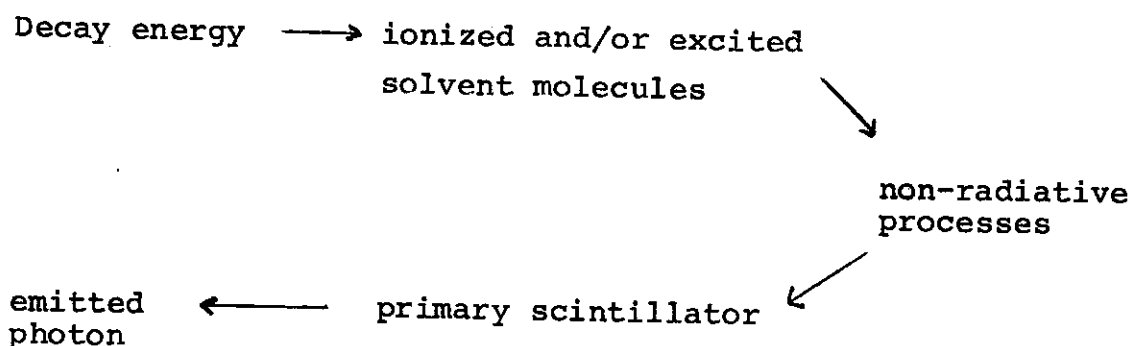 Decay energy → ionized and/or excited
solvent molecules
non-radiative
processes
emitted ← primary scintillator
photon